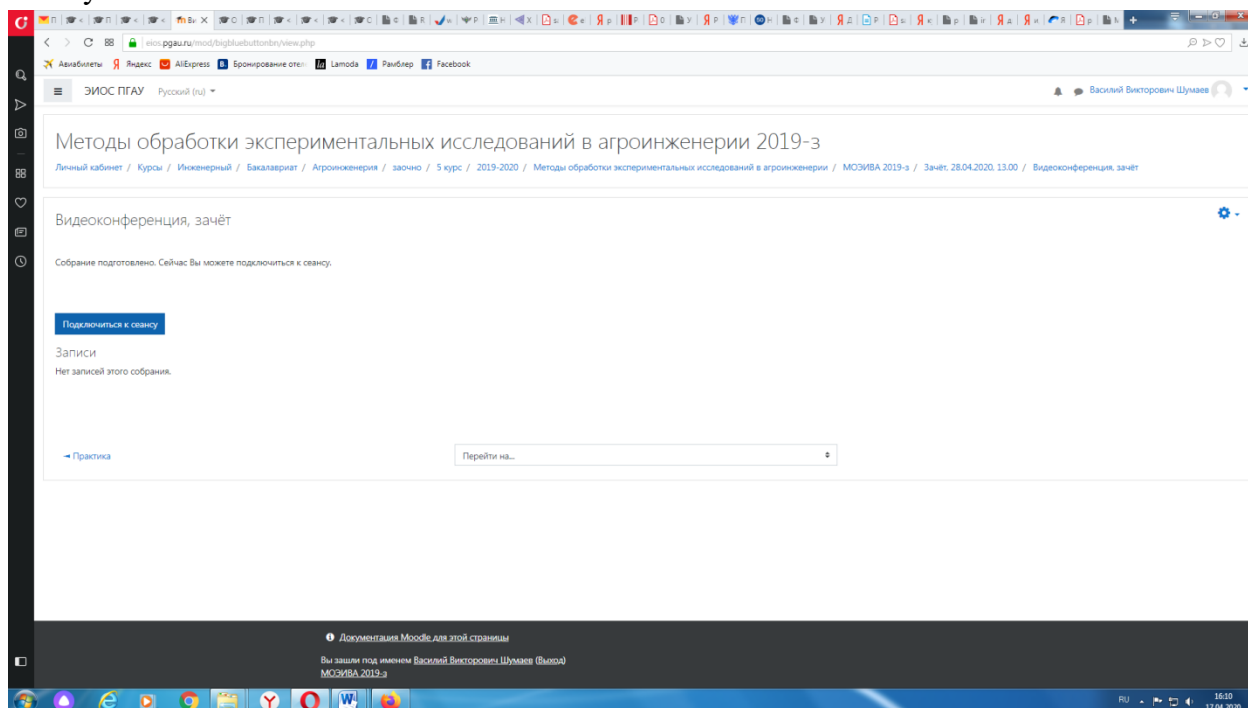 eios.pgau.ru/mod/bigbluebuttonbn/view.php
Авиабилеты Яндекс AliExpress Бронирование отел Lamoda Рамблер Facebook
ЭИОС ПГАУ Русский (ru) Василий Викторович Шумаев
Методы обработки экспериментальных исследований в агроинженерии 2019-з
Личный кабинет / Курсы / Инженерный / Бакалавриат / Агроинженерия / заочно / 5 курс / 2019-2020 / Методы обработки экспериментальных исследований в агроинженерии / МОЭИВА 2019-з / Зачёт, 28.04.2020, 13.00 / Видеоконференция, зачёт
Видеоконференция, зачёт
Собрание подготовлено. Сейчас Вы можете подключиться к сеансу.
Подключиться к сеансу
Записи
Нет записей этого собрания.
Практика Перейти на...
Документация Moodle для этой страницы
Вы зашли под именем Василий Викторович Шумаев (Выход)
МОЭИВА 2019-з
RU 16:10
17.04.2020